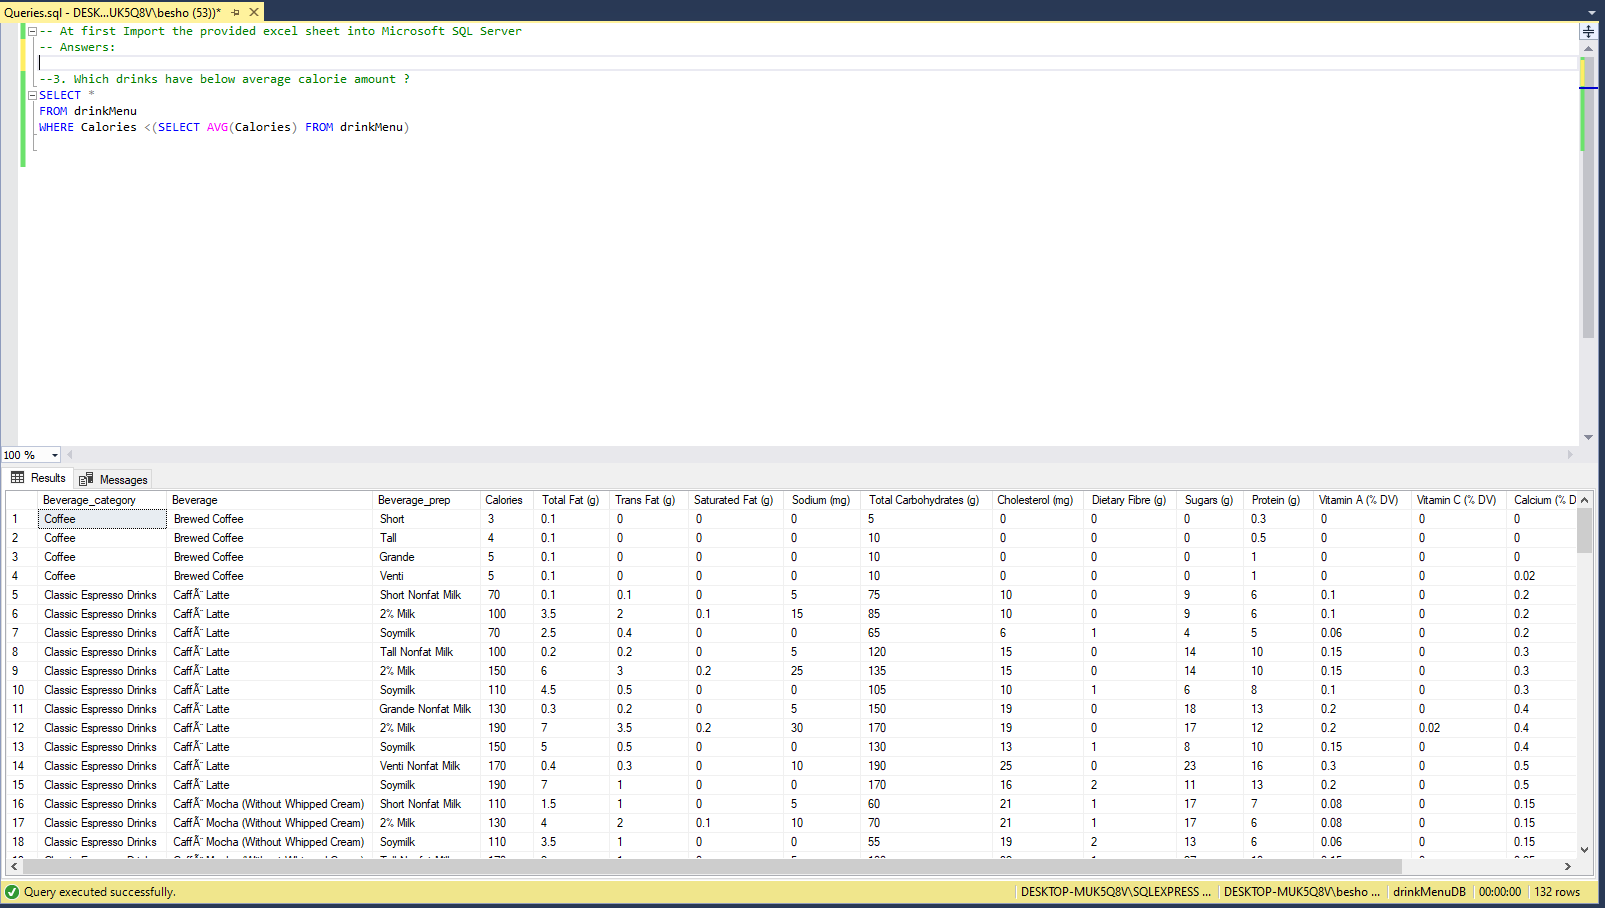 Queries.sql - DESK...UK5Q8V\besho (53))*
-- At first Import the provided excel sheet into Microsoft SQL Server
-- Answers:
--3. Which drinks have below average calorie amount ?
SELECT *
FROM drinkMenu
WHERE Calories <(SELECT AVG(Calories) FROM drinkMenu)
100 %
Results Messages
Beverage_category Beverage Beverage_prep Calories Total Fat (g) Trans Fat (g) Saturated Fat (g) Sodium (mg) Total Carbohydrates (g) Cholesterol (mg) Dietary Fibre (g) Sugars (g) Protein (g) Vitamin A (% DV) Vitamin C (% DV) Calcium (% D
1 Coffee Brewed Coffee Short 3 0.1 0 0 0 5 0 0 0 0.3 0 0 0
2 Coffee Brewed Coffee Tall 4 0.1 0 0 0 10 0 0 0 0.5 0 0 0
3 Coffee Brewed Coffee Grande 5 0.1 0 0 0 10 0 0 0 1 0 0 0
4 Coffee Brewed Coffee Venti 5 0.1 0 0 0 10 0 0 0 1 0 0 0.02
5 Classic Espresso Drinks CaffÃ¨ Latte Short Nonfat Milk 70 0.1 0.1 0 5 75 10 0 9 6 0.1 0 0.2
6 Classic Espresso Drinks CaffÃ¨ Latte 2% Milk 100 3.5 2 0.1 15 85 10 0 9 6 0.1 0 0.2
7 Classic Espresso Drinks CaffÃ¨ Latte Soymilk 70 2.5 0.4 0 0 65 6 1 4 5 0.06 0 0.2
8 Classic Espresso Drinks CaffÃ¨ Latte Tall Nonfat Milk 100 0.2 0.2 0 5 120 15 0 14 10 0.15 0 0.3
9 Classic Espresso Drinks CaffÃ¨ Latte 2% Milk 150 6 3 0.2 25 135 15 0 14 10 0.15 0 0.3
10 Classic Espresso Drinks CaffÃ¨ Latte Soymilk 110 4.5 0.5 0 0 105 10 1 6 8 0.1 0 0.3
11 Classic Espresso Drinks CaffÃ¨ Latte Grande Nonfat Milk 130 0.3 0.2 0 5 150 19 0 18 13 0.2 0 0.4
12 Classic Espresso Drinks CaffÃ¨ Latte 2% Milk 190 7 3.5 0.2 30 170 19 0 17 12 0.2 0.02 0.4
13 Classic Espresso Drinks CaffÃ¨ Latte Soymilk 150 5 0.5 0 0 130 13 1 8 10 0.15 0 0.4
14 Classic Espresso Drinks CaffÃ¨ Latte Venti Nonfat Milk 170 0.4 0.3 0 10 190 25 0 23 16 0.3 0 0.5
15 Classic Espresso Drinks CaffÃ¨ Latte Soymilk 190 7 1 0 0 170 16 2 11 13 0.2 0 0.5
16 Classic Espresso Drinks CaffÃ¨ Mocha (Without Whipped Cream) Short Nonfat Milk 110 1.5 1 0 5 60 21 1 17 7 0.08 0 0.15
17 Classic Espresso Drinks CaffÃ¨ Mocha (Without Whipped Cream) 2% Milk 130 4 2 0.1 10 70 21 1 17 6 0.08 0 0.15
18 Classic Espresso Drinks CaffÃ¨ Mocha (Without Whipped Cream) Soymilk 110 3.5 1 0 0 55 19 2 13 6 0.06 0 0.15
Query executed successfully. DESKTOP-MUK5Q8V\SQLEXPRESS ... DESKTOP-MUK5Q8V\besho ... drinkMenuDB 00:00:00 132 rows